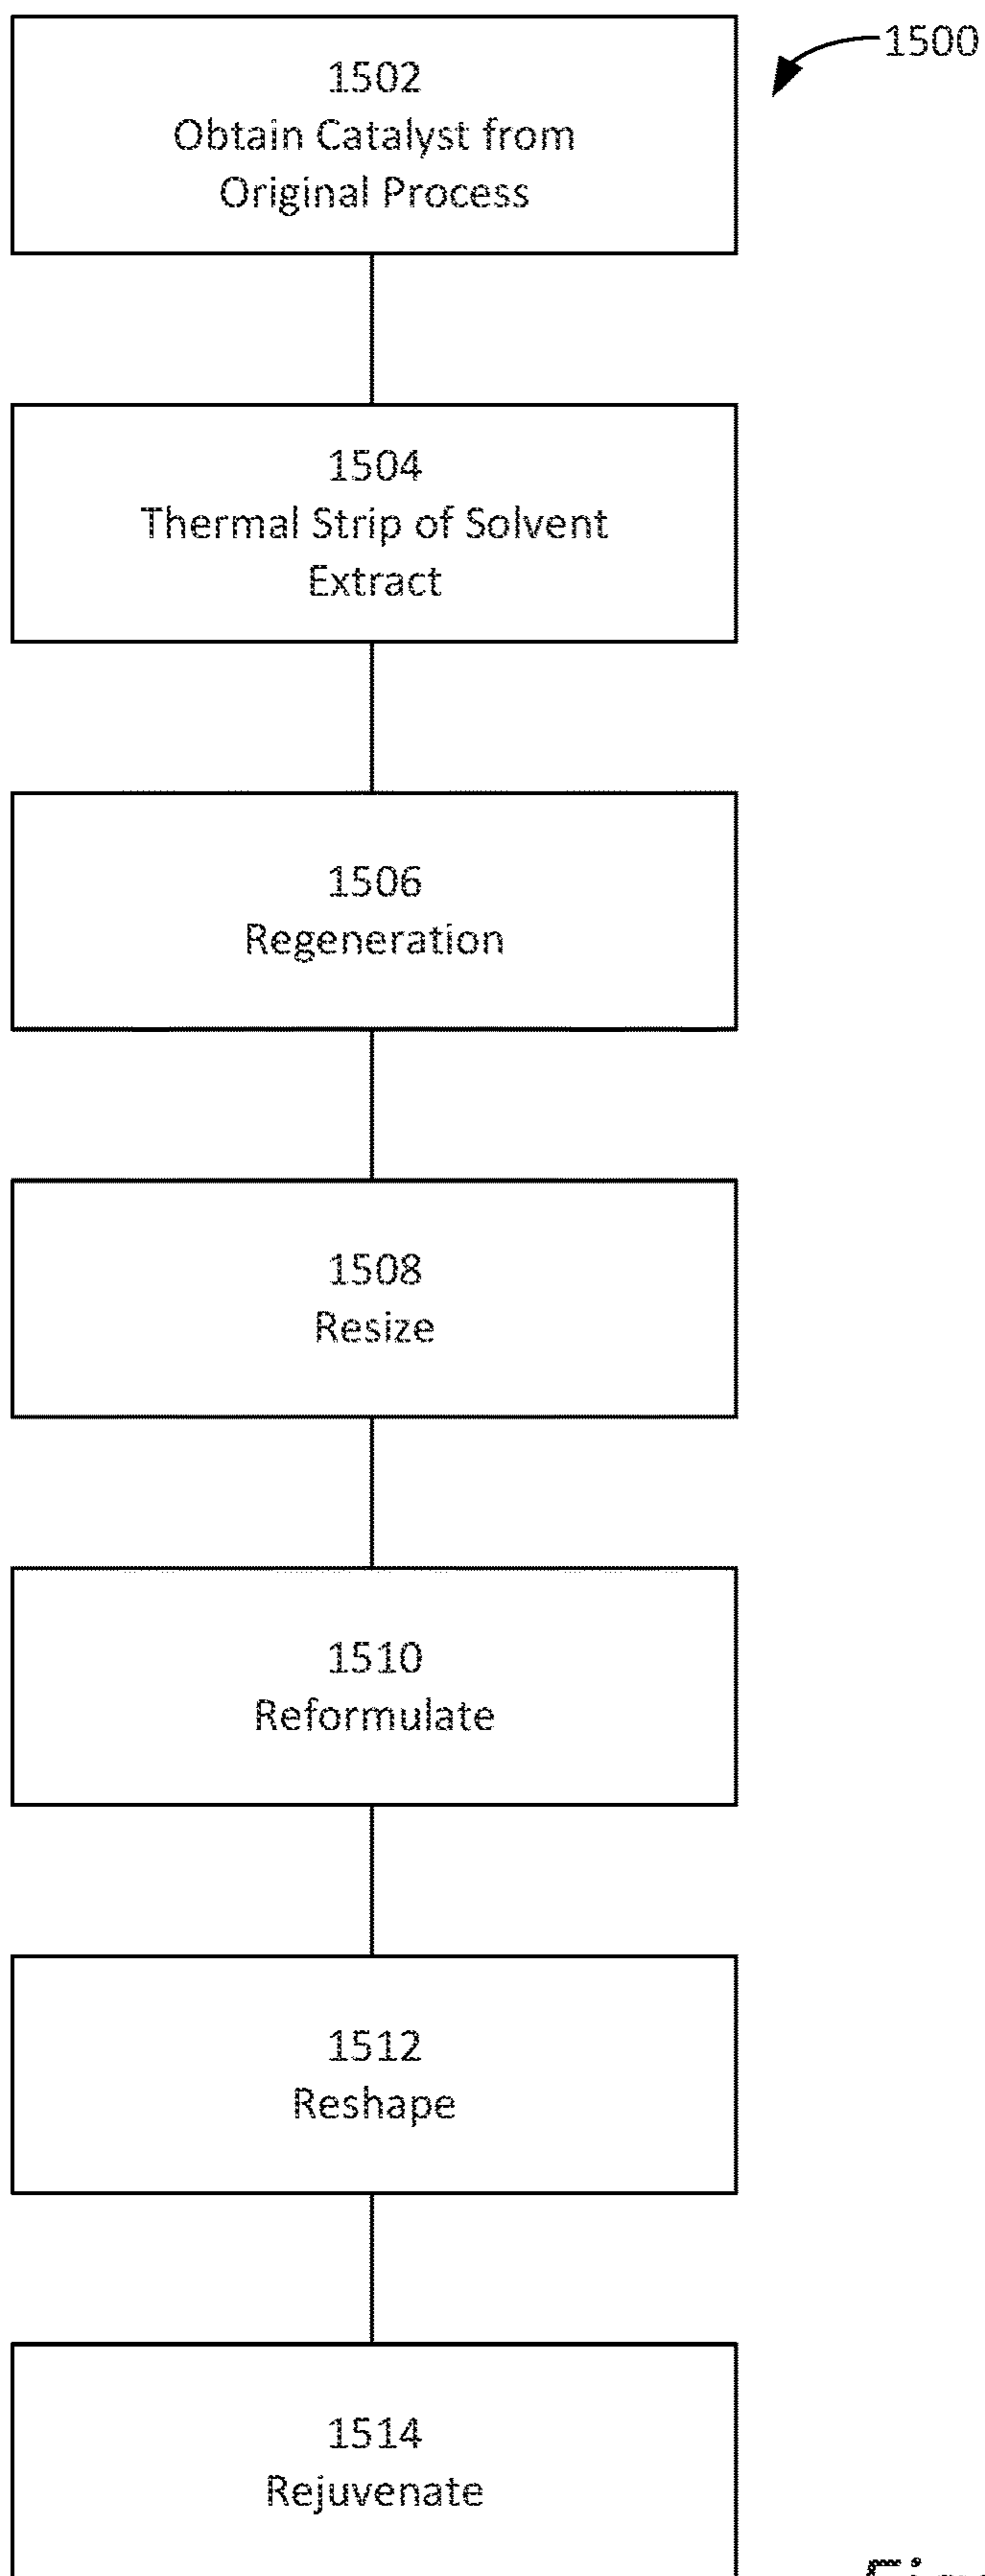 1500
1502
Obtain Catalyst from
Original Process
1504
Thermal Strip of Solvent
Extract
1506
Regeneration
1508
Resize
1510
Reformulate
1512
Reshape
1514
Rejuvenate